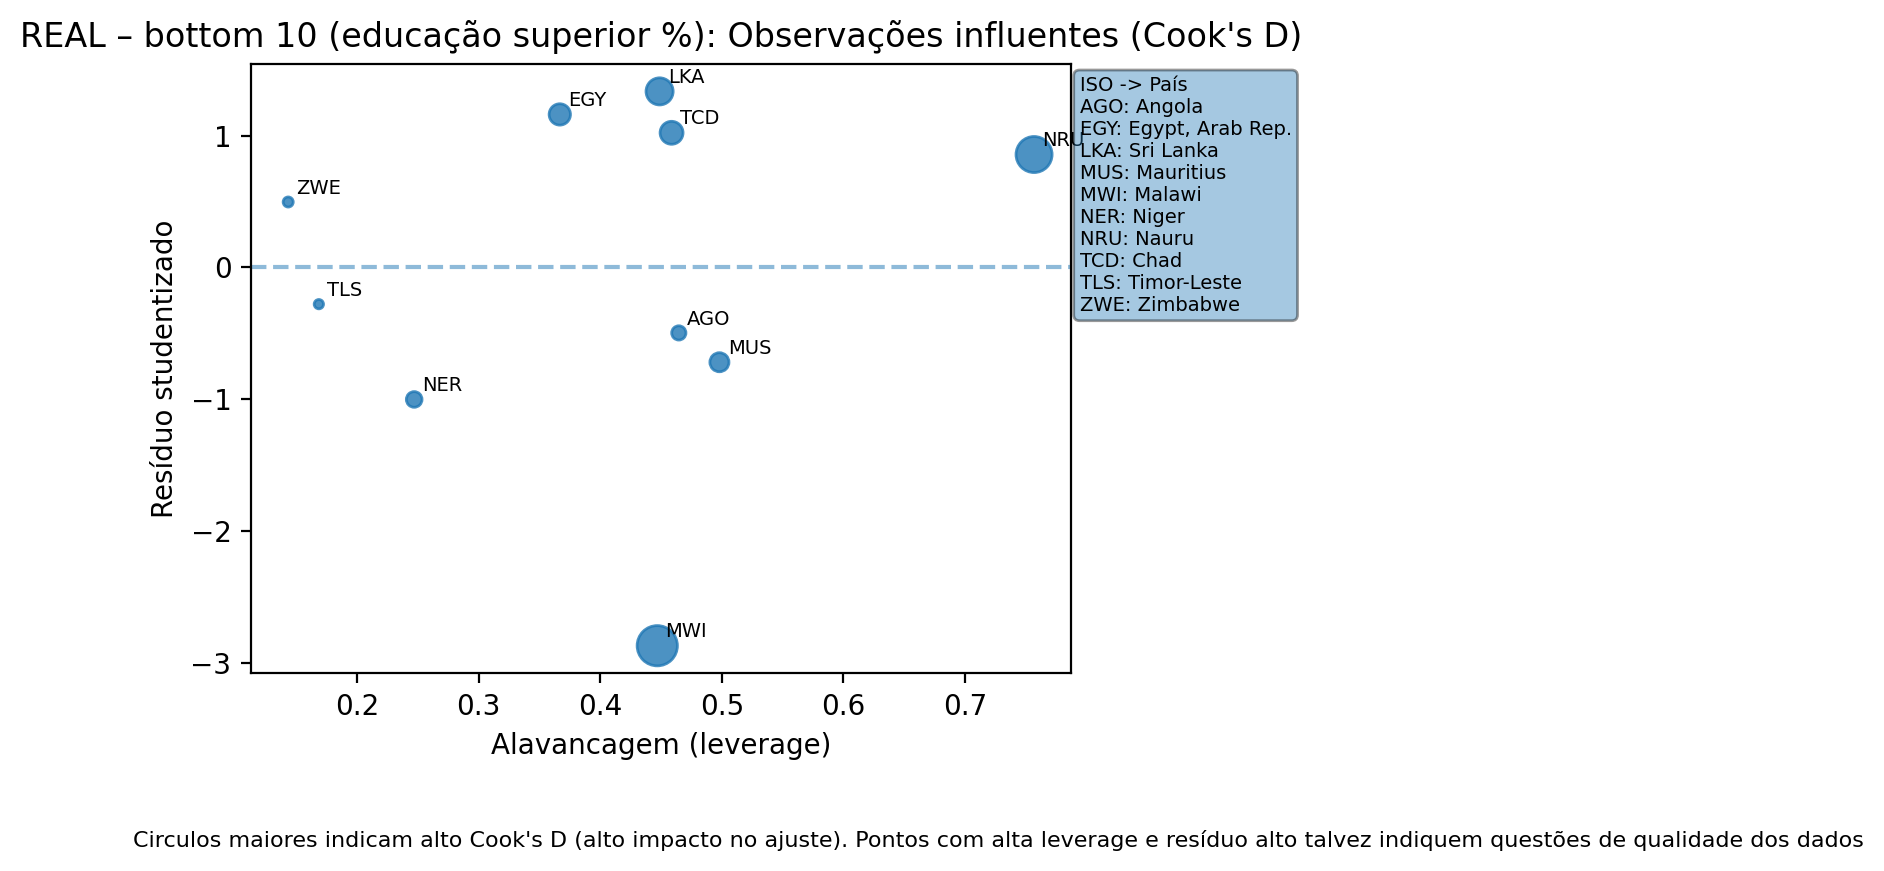 REAL – bottom 10 (educação superior %): Observações influentes (Cook's D)
Resíduo studentizado
1
0
−1
−2
−3
LKA
EGY
TCD
NRU
ZWE
TLS
AGO
MUS
NER
MWI
0.2 0.3 0.4 0.5 0.6 0.7
Alavancagem (leverage)
ISO -> País
AGO: Angola
EGY: Egypt, Arab Rep.
LKA: Sri Lanka
MUS: Mauritius
MWI: Malawi
NER: Niger
NRU: Nauru
TCD: Chad
TLS: Timor-Leste
ZWE: Zimbabwe
Circulos maiores indicam alto Cook's D (alto impacto no ajuste). Pontos com alta leverage e resíduo alto talvez indiquem questões de qualidade dos dados